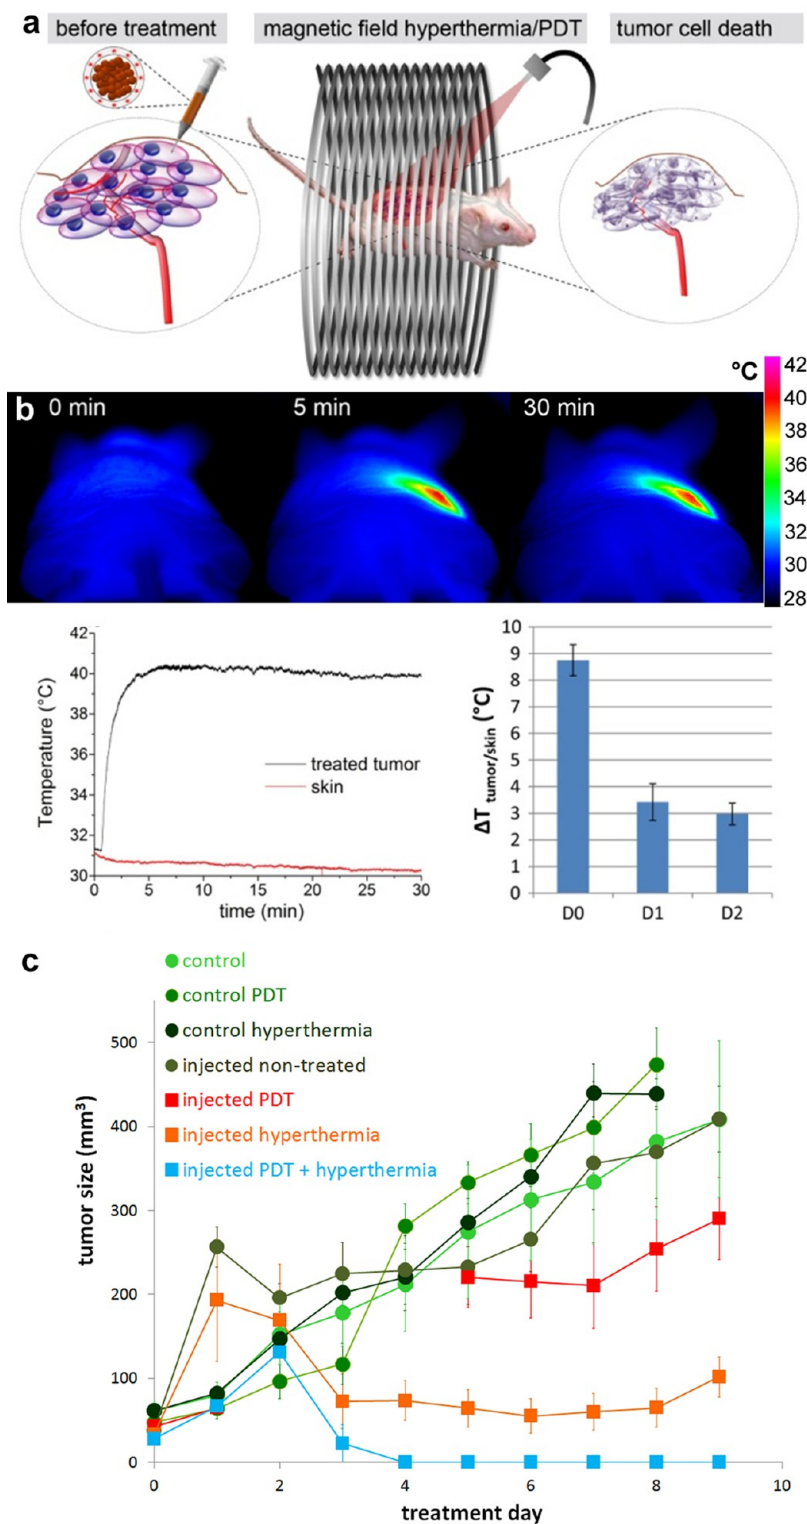 a
before treatment
magnetic field hyperthermia/PDT
tumor cell death
b
0 min
5 min
30 min
°C
42
40
38
36
34
32
30
28
42
40
38
36
34
32
30
Temperature (°C)
treated tumor
skin
0 5 10 15 20 25 30
time (min)
10
9
8
7
6
5
4
3
2
1
0
ΔT tumor/skin (°C)
D0 D1 D2
c
control
control PDT
control hyperthermia
injected non-treated
injected PDT
injected hyperthermia
injected PDT + hyperthermia
500
400
300
200
100
0
tumor size (mm³)
0 2 4 6 8 10
treatment day